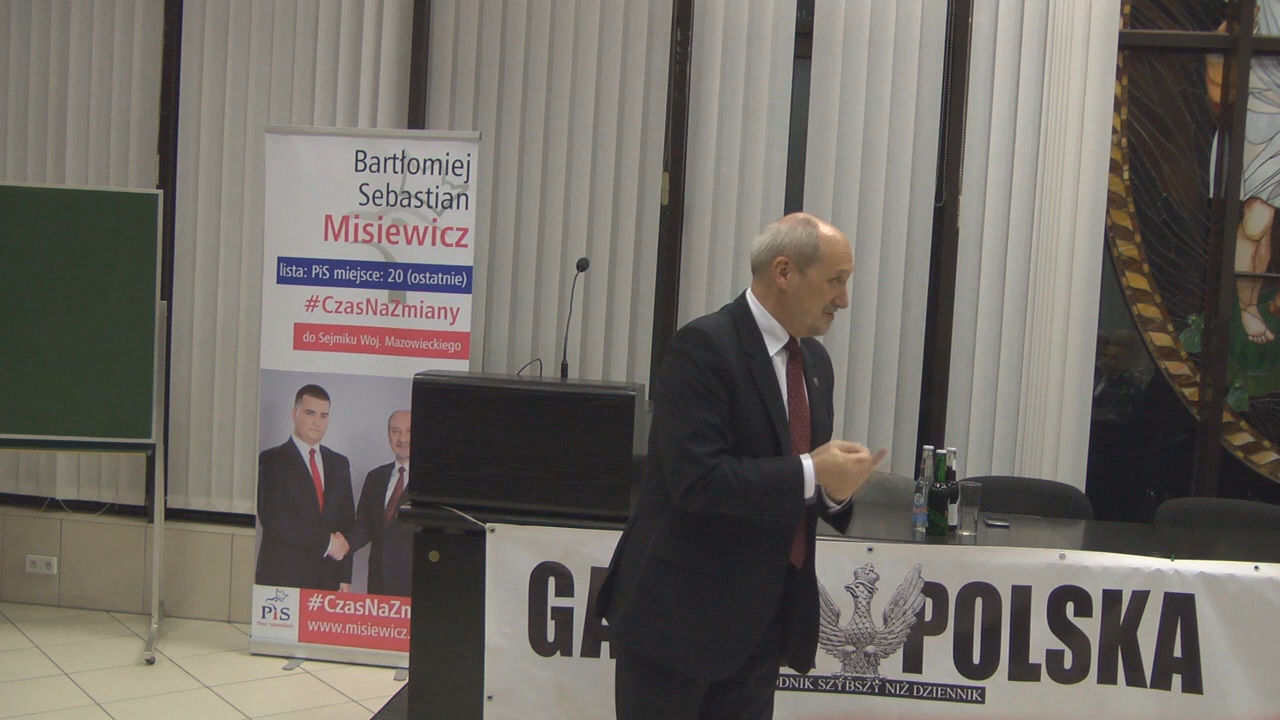 Bartłomiej
Sebastian
Misiewicz
lista: PiS miejsce: 20 (ostatnie)
#CzasNaZmiany
do Sejmiku Woj. Mazowieckiego
PiS
#CzasNaZm
www.misiewicz.
GA POLSKA
ODNIK SZYBSZY NIŻ DZIENNIK